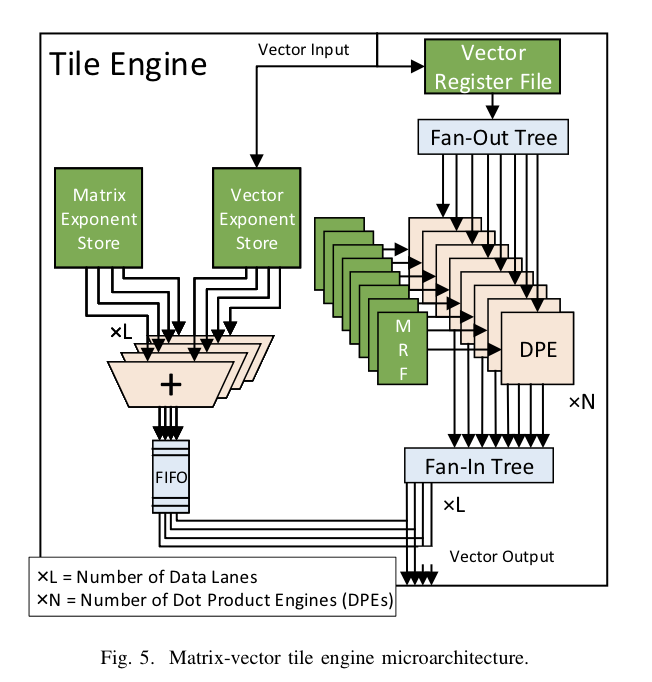 Tile Engine
Vector Input
Vector
Register File
Fan-Out Tree
Matrix
Exponent
Store
Vector
Exponent
Store
×L
+
FIFO
M
R
F
DPE
×N
Fan-In Tree
×L
Vector Output
×L = Number of Data Lanes
×N = Number of Dot Product Engines (DPEs)
Fig. 5. Matrix-vector tile engine microarchitecture.